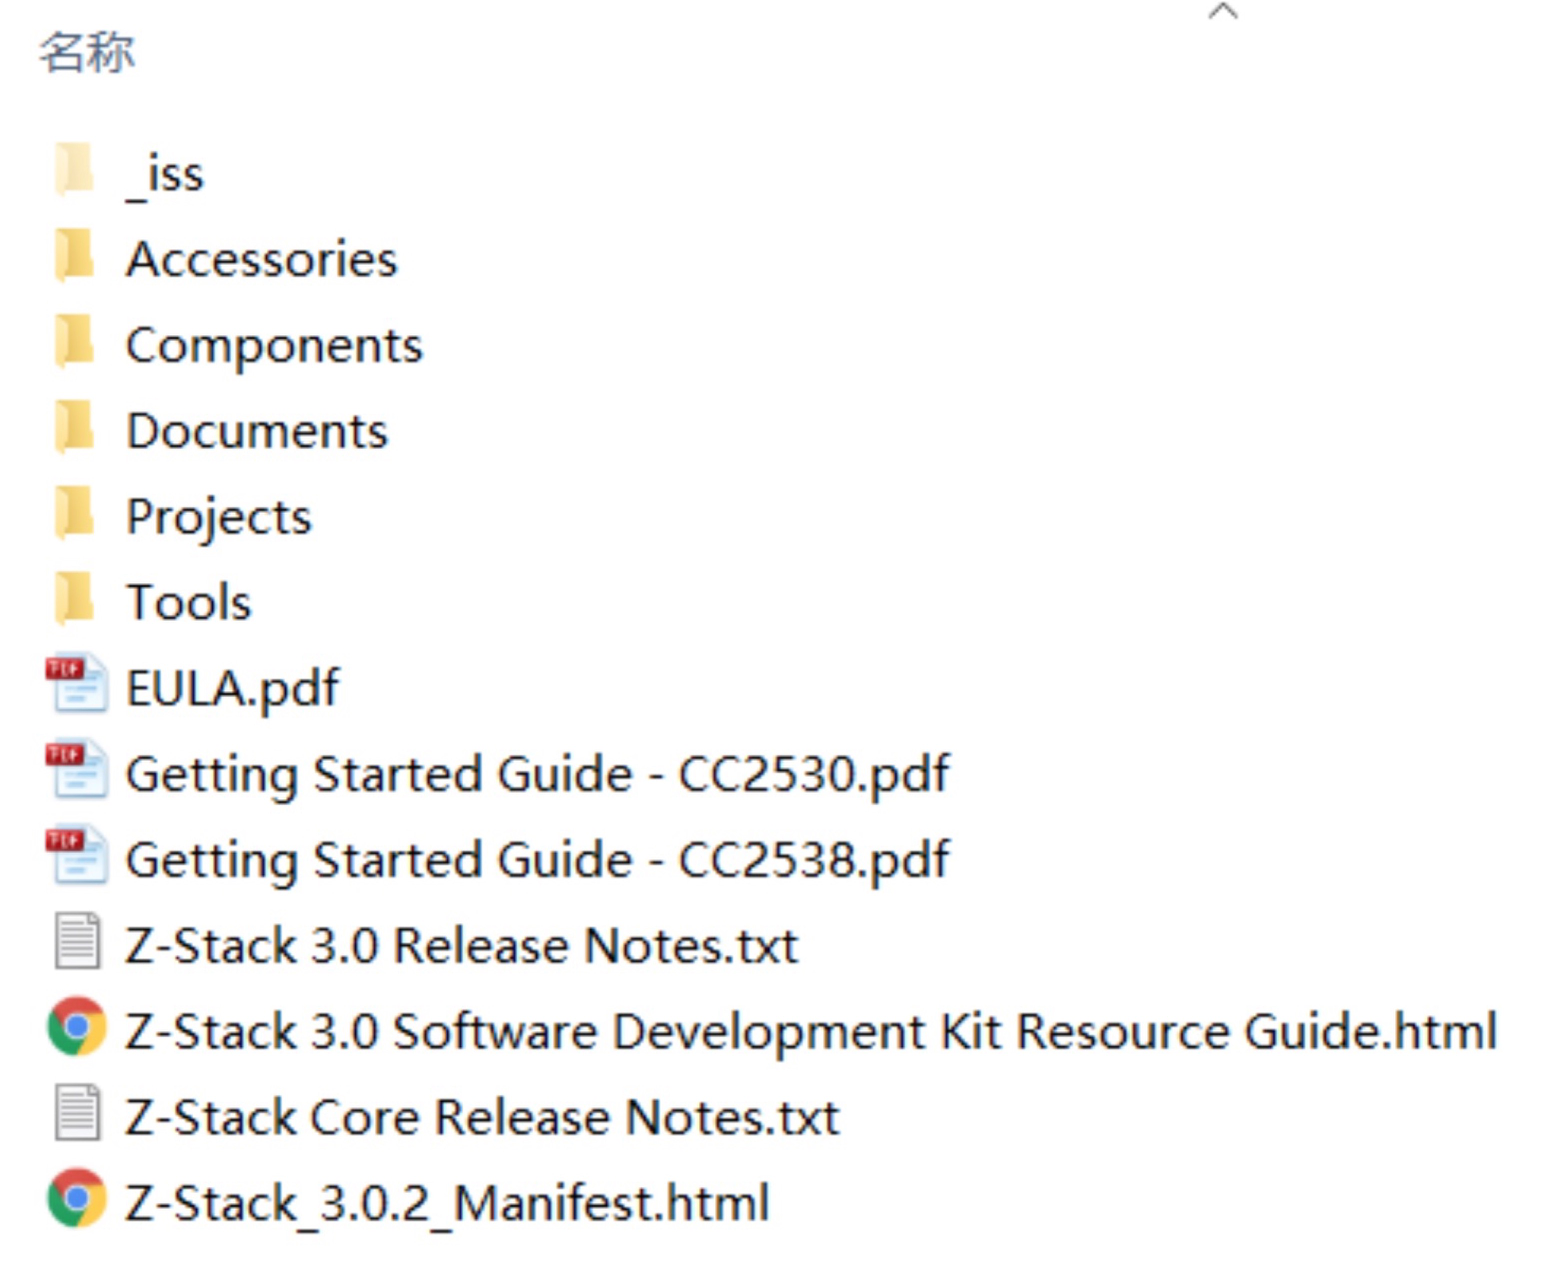 名称
_iss
Accessories
Components
Documents
Projects
Tools
EULA.pdf
Getting Started Guide - CC2530.pdf
Getting Started Guide - CC2538.pdf
Z-Stack 3.0 Release Notes.txt
Z-Stack 3.0 Software Development Kit Resource Guide.html
Z-Stack Core Release Notes.txt
Z-Stack_3.0.2_Manifest.html